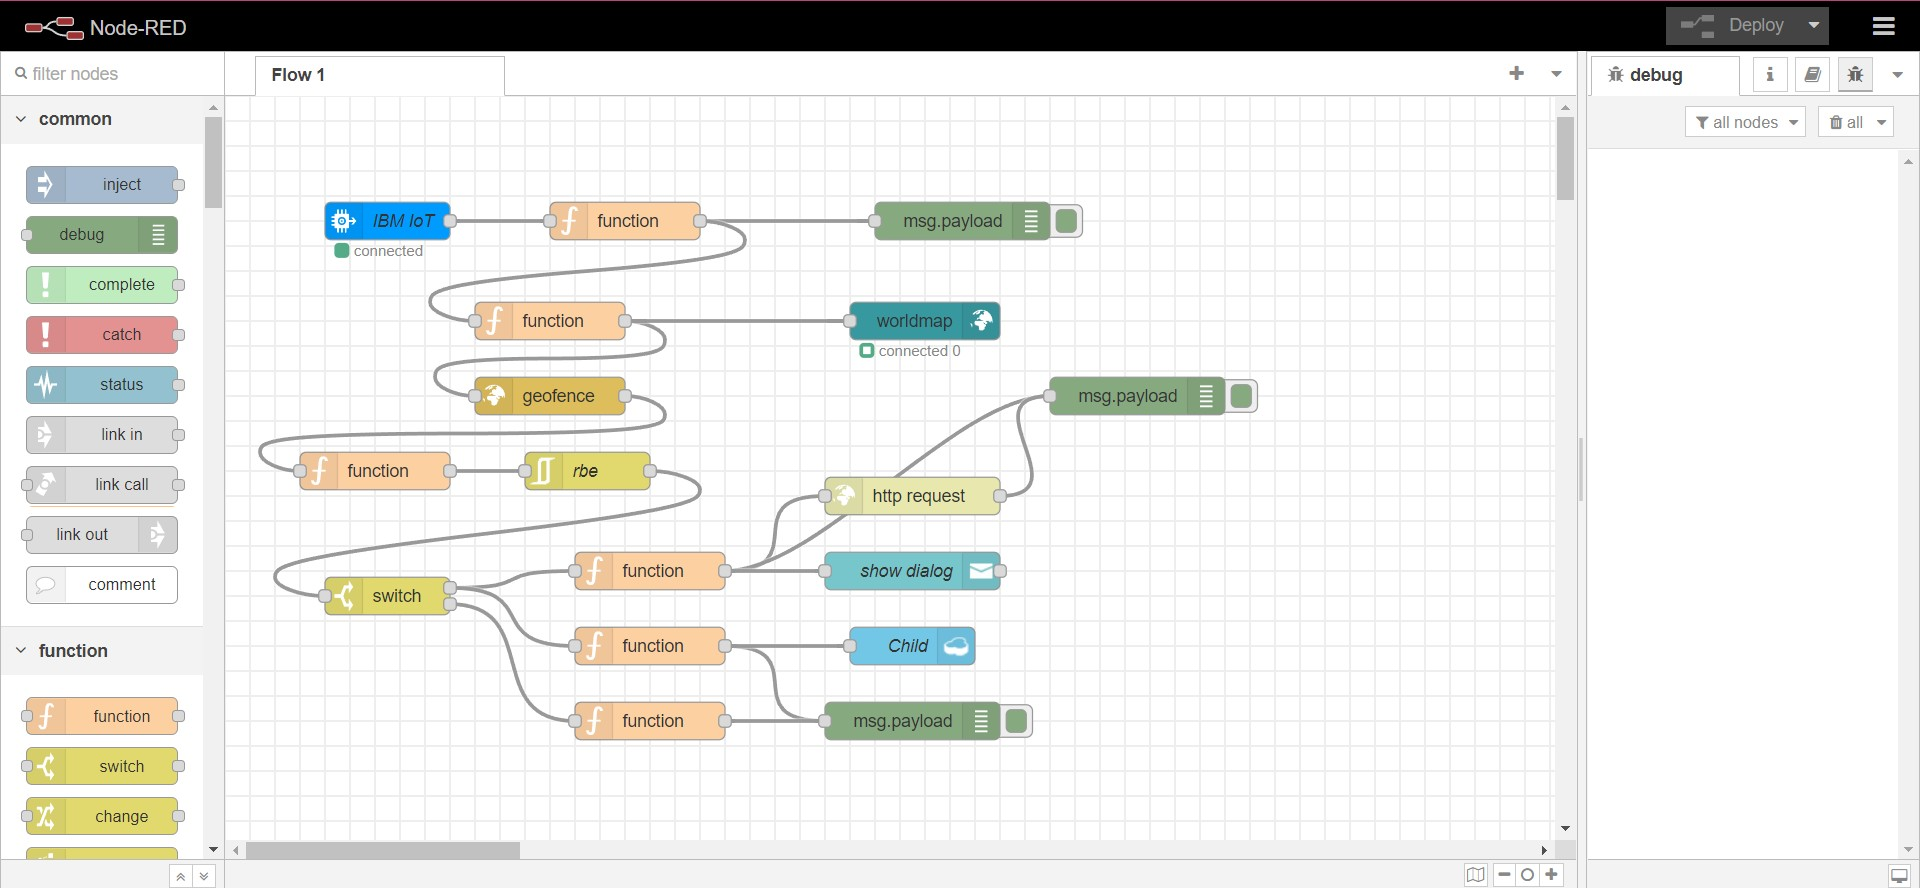 Node-RED
Deploy
filter nodes
Flow 1
debug
all nodes
all
common
inject
debug
complete
catch
status
link in
link call
link out
comment
function
function
switch
change
IBM IoT
connected
function
msg.payload
function
worldmap
connected 0
geofence
msg.payload
function
rbe
http request
function
show dialog
switch
function
Child
function
msg.payload